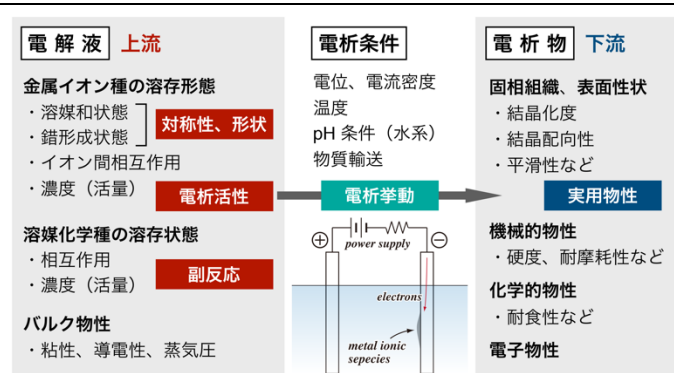 電解液 上流
金属イオン種の溶存形態
・溶媒和状態
・錯形成状態
対称性、形状
・イオン間相互作用
・濃度（活量）
電析活性
溶媒化学種の溶存状態
・相互作用
・濃度（活量）
副反応
バルク物性
・粘性、導電性、蒸気圧
電析条件
電位、電流密度
温度
pH 条件（水系）
物質輸送
電析挙動
+
−
power supply
electrons
metal ionic
sepecies
電析物 下流
固相組織、表面性状
・結晶化度
・結晶配向性
・平滑性など
実用物性
機械的物性
・硬度、耐摩耗性など
化学的物性
・耐食性など
電子物性